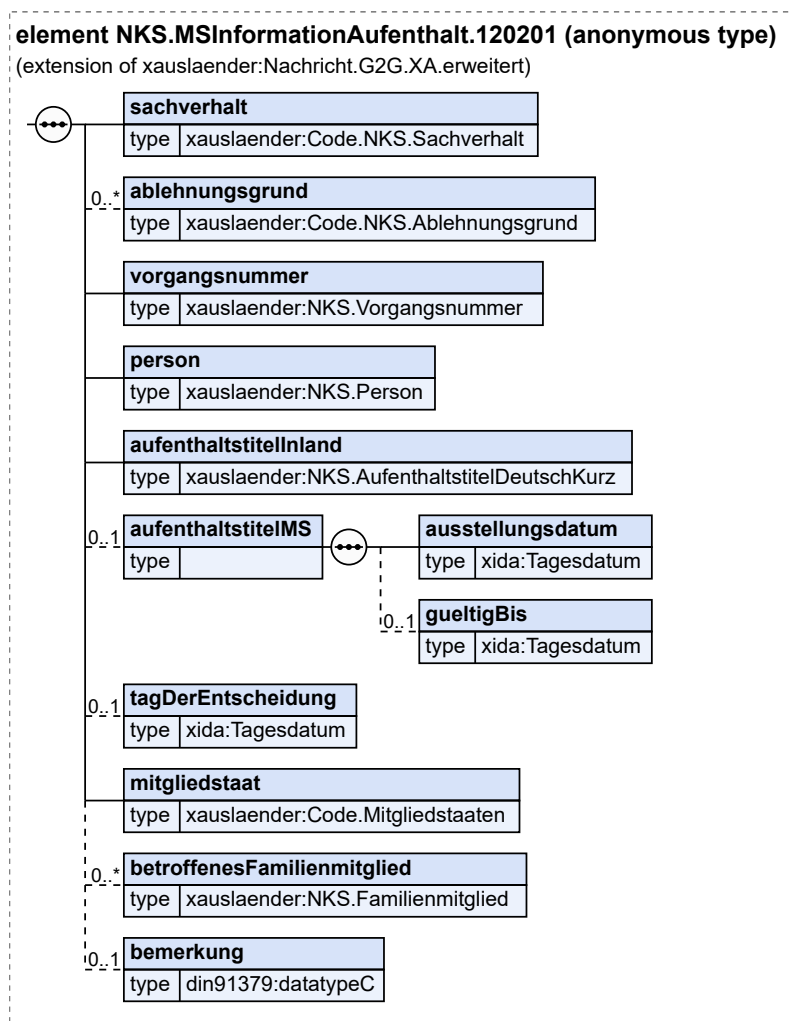 element NKS.MSInformationAufenthalt.120201 (anonymous type)
(extension of xauslaender:Nachricht.G2G.XA.erweitert)
sachverhalt
type xauslaender:Code.NKS.Sachverhalt
0..* ablehnungsgrund
type xauslaender:Code.NKS.Ablehnungsgrund
vorgangsnummer
type xauslaender:NKS.Vorgangsnummer
person
type xauslaender:NKS.Person
aufenthaltstitelInland
type xauslaender:NKS.AufenthaltstitelDeutschKurz
0..1 aufenthaltstitelMS
type
ausstellungsdatum
type xida:Tagesdatum
0..1 gueltigBis
type xida:Tagesdatum
0..1 tagDerEntscheidung
type xida:Tagesdatum
mitgliedstaat
type xauslaender:Code.Mitgliedstaaten
0..* betroffenesFamilienmitglied
type xauslaender:NKS.Familienmitglied
0..1 bemerkung
type din91379:datatypeC